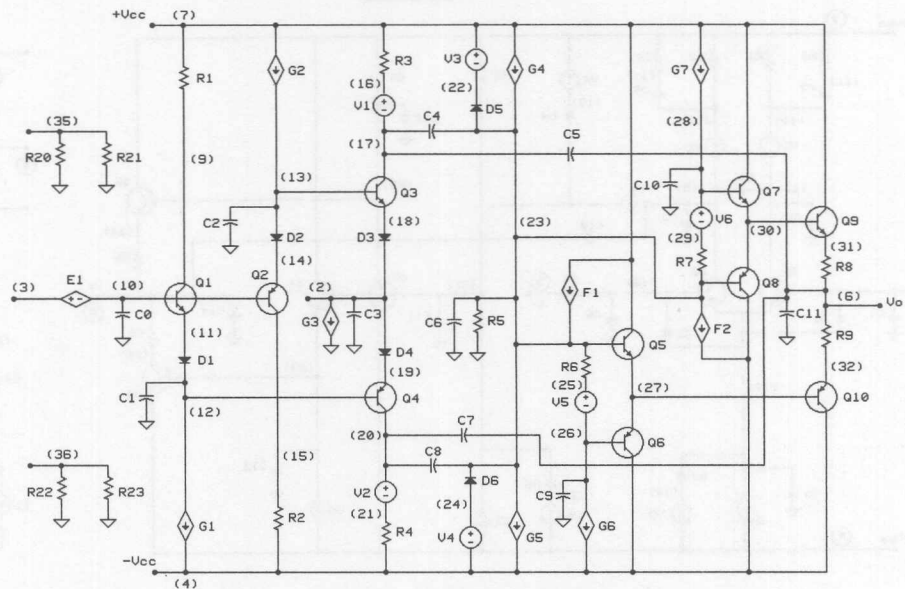 +Vcc (7)
R1
G2
R3
V3
G4
G7
(16)
(22)
V1
D5
C4
(28)
(35)
C5
R20
R21
(9)
(17)
C10
(13)
Q3
Q7
C2
(18)
V6
Q9
D2
D3
(23)
(29)
(30)
(14)
(31)
R7
R8
(3)
E1
(10)
Q1
Q2
(2)
F1
Q8
(6)
Vo
C0
G3
C3
C6
R5
F2
C11
R9
(11)
Q5
D1
D4
R6
(19)
(25)
(27)
(32)
C1
Q4
V5
Q10
(12)
C7
(20)
(26)
Q6
(36)
(15)
C8
R22
R23
V2
D6
C9
(21)
(24)
G1
R2
R4
V4
G5
G6
-Vcc
(4)